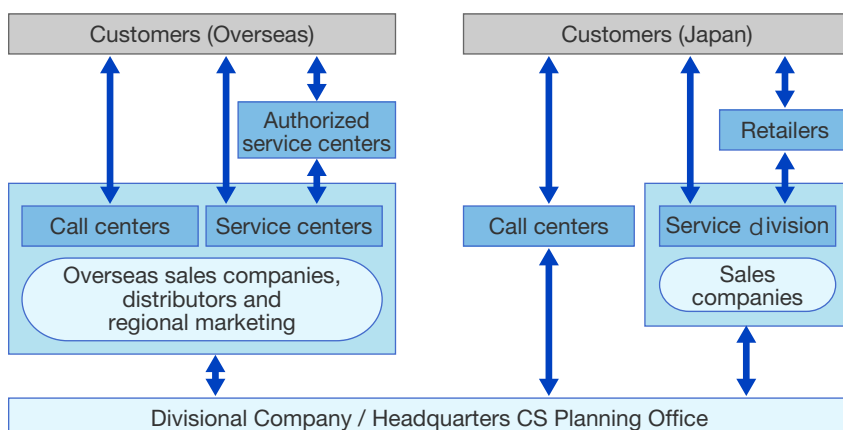 Customers (Overseas)
Customers (Japan)
Authorized
service centers
Retailers
Call centers
Service centers
Call centers
Service division
Overseas sales companies,
distributors and
regional marketing
Sales
companies
Divisional Company / Headquarters CS Planning Office